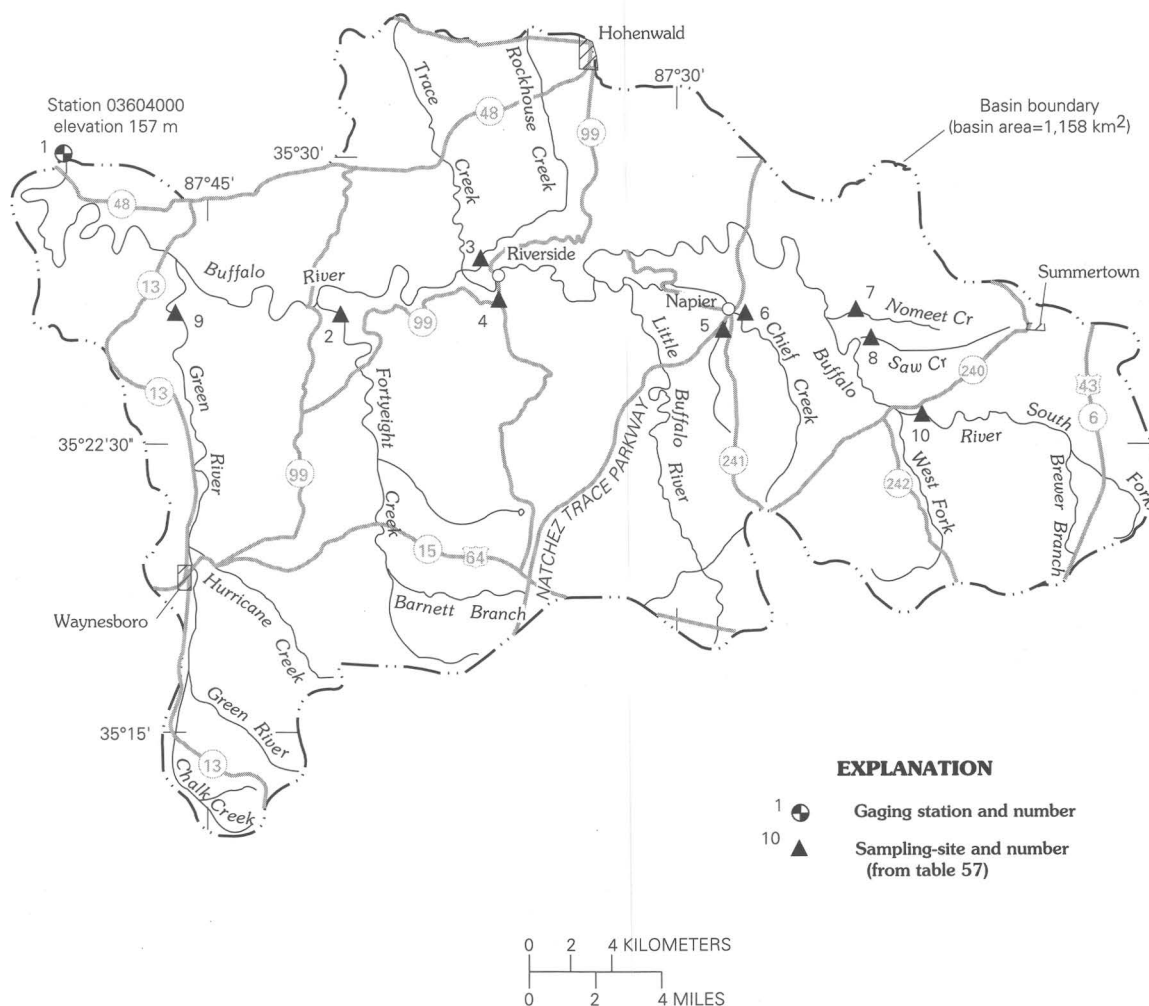 Hohenwald
87°30'
Trace
Creek
Rockhouse
Creek
48
99
Station 03604000
elevation 157 m
1
35°30'
87°45'
48
Basin boundary
(basin area=1,158 km²)
13
Buffalo
River
3
Riverside
Summertown
9
2
99
4
Napier
5
6
7
Nomeet Cr
8
Saw Cr
Little
Buffalo
River
Chief
Creek
Buffalo
River
240
43
6
13
Green
River
Fortyeight
Creek
35°22'30"
99
NATCHEZ TRACE PARKWAY
241
10
South
Fork
242
West Fork
Brewer Branch
15
64
Waynesboro
Hurricane
Creek
Barnett Branch
Green River
35°15'
13
Chalk Creek
EXPLANATION
1 Gaging station and number
10 Sampling-site and number
(from table 57)
0 2 4 KILOMETERS
0 2 4 MILES